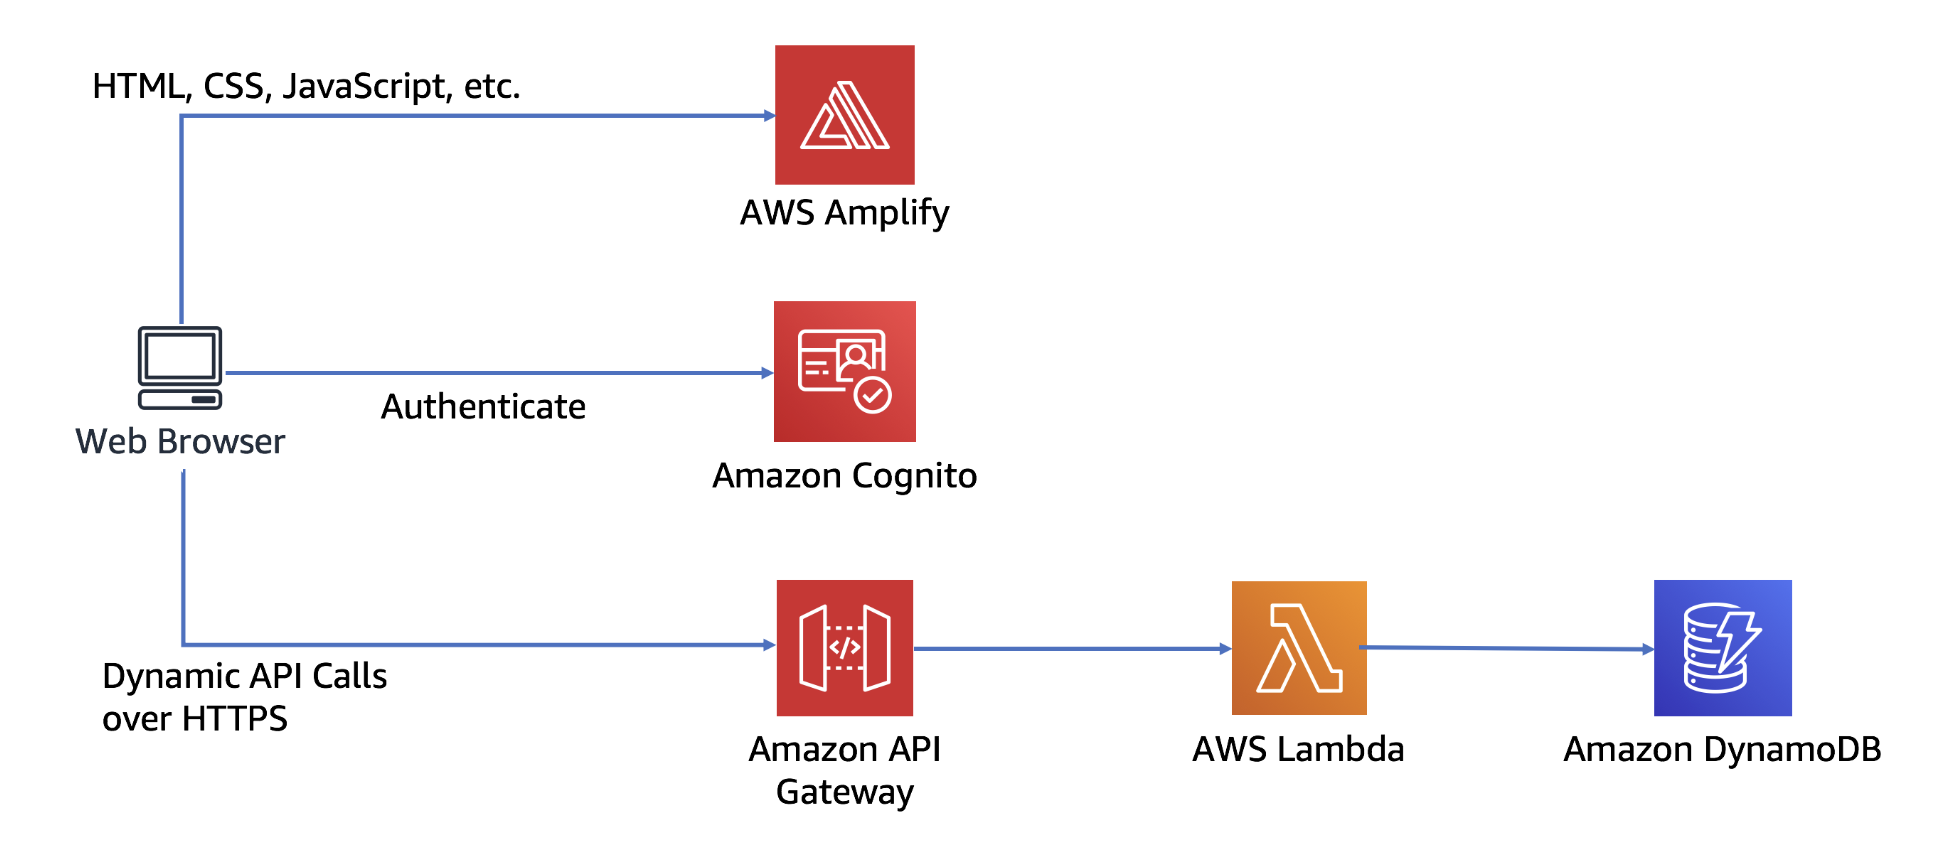 HTML, CSS, JavaScript, etc.
AWS Amplify
Web Browser
Authenticate
Amazon Cognito
Dynamic API Calls
over HTTPS
</>
Amazon API
Gateway
AWS Lambda
Amazon DynamoDB